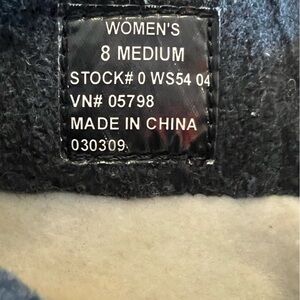 WOMEN'S
8 MEDIUM
STOCK# 0 WS54 04
VN# 05798
MADE IN CHINA
030309